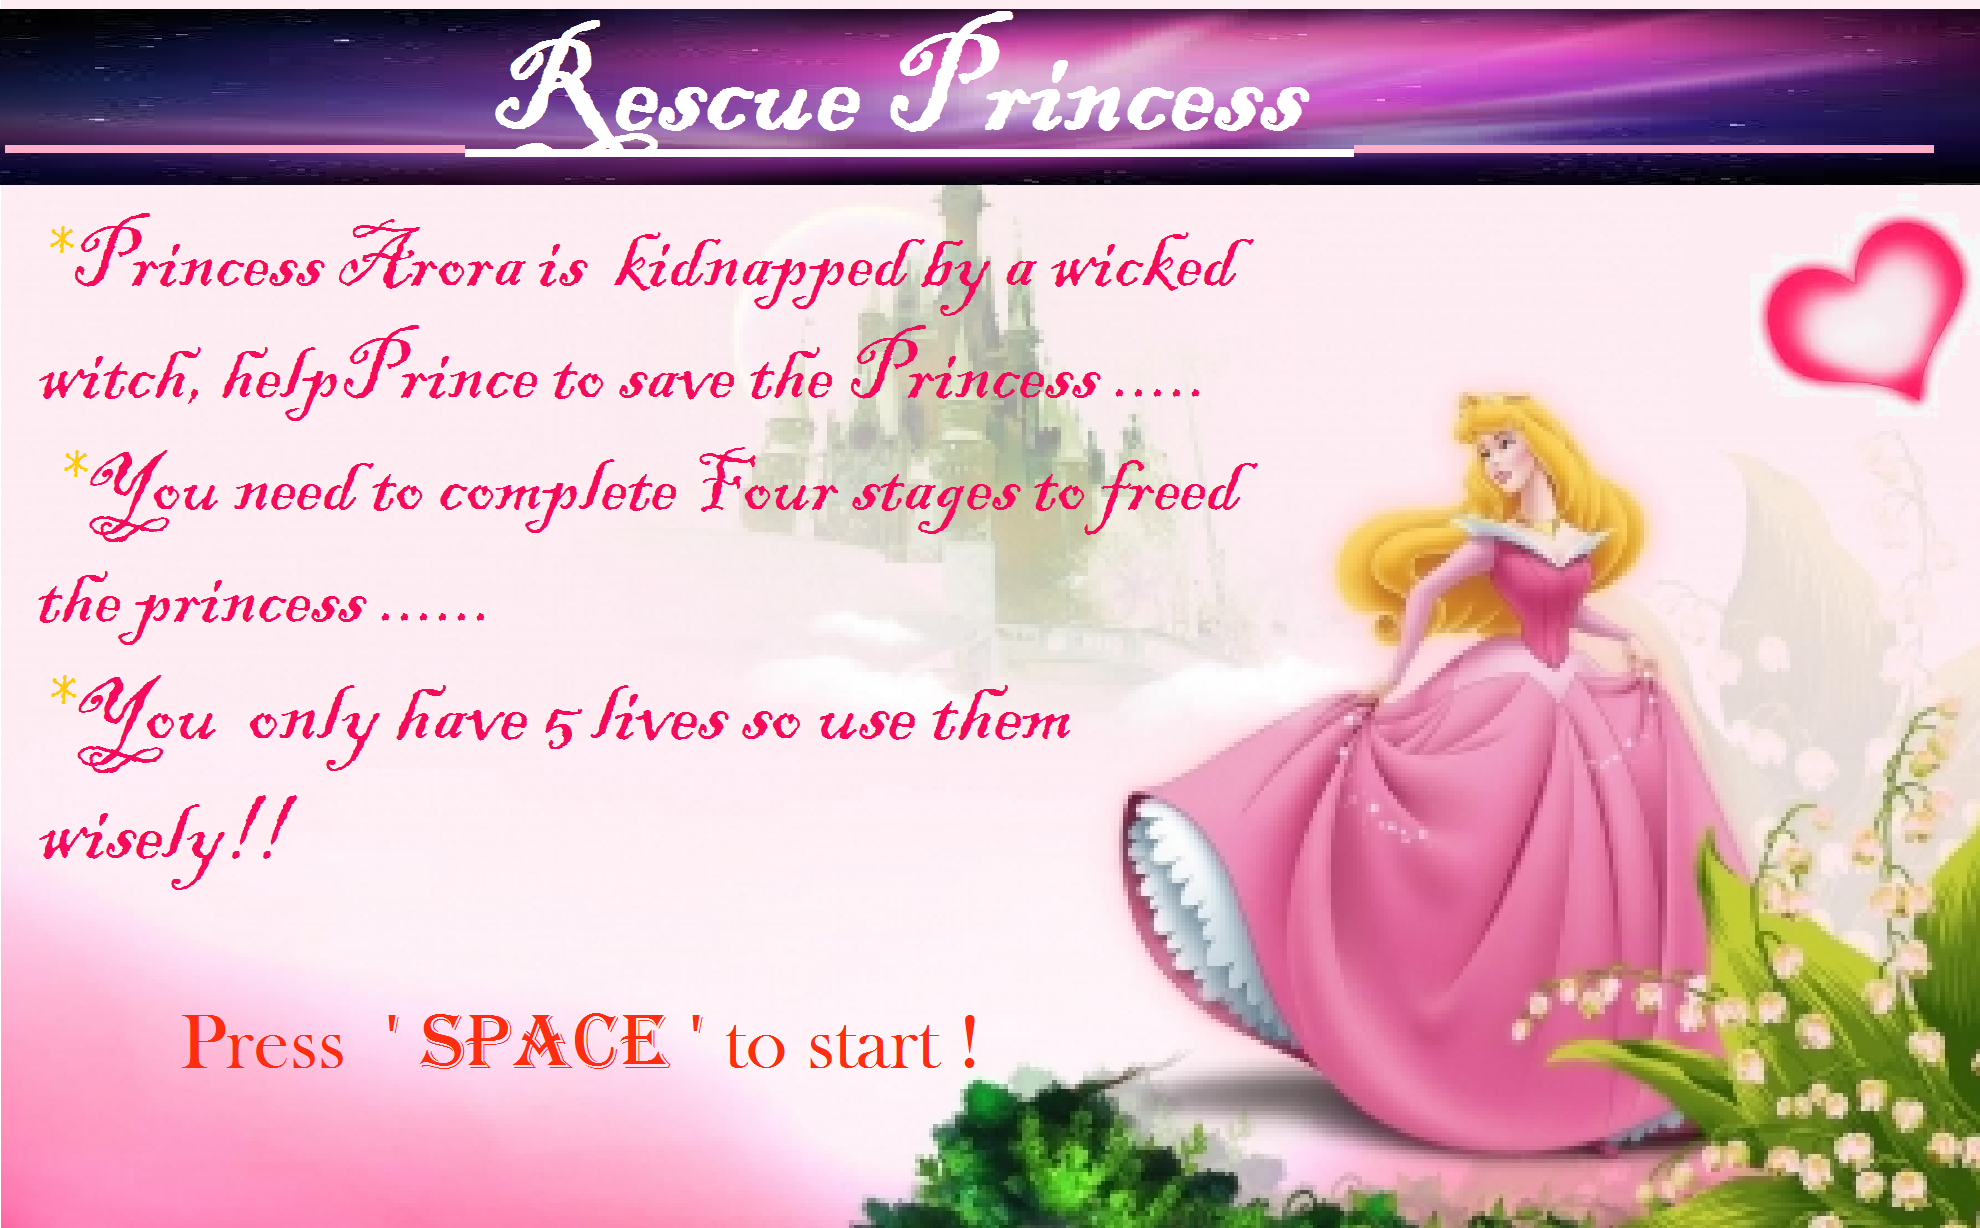 Rescue Princess
*Princess Arora is kidnapped by a wicked
witch, help Prince to save the Princess .....
*You need to complete Four stages to freed
the princess ......
*You only have 5 lives so use them
wisely!!
Press ' SPACE ' to start !